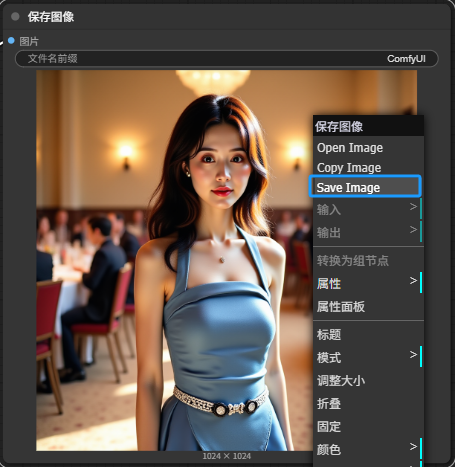 保存图像
图片
文件名前缀 ComfyUI
保存图像
Open Image
Copy Image
Save Image
输入 >
输出 >
转换为组节点
属性 >
属性面板
标题
模式 >
调整大小
折叠
固定
颜色 >
1024 × 1024